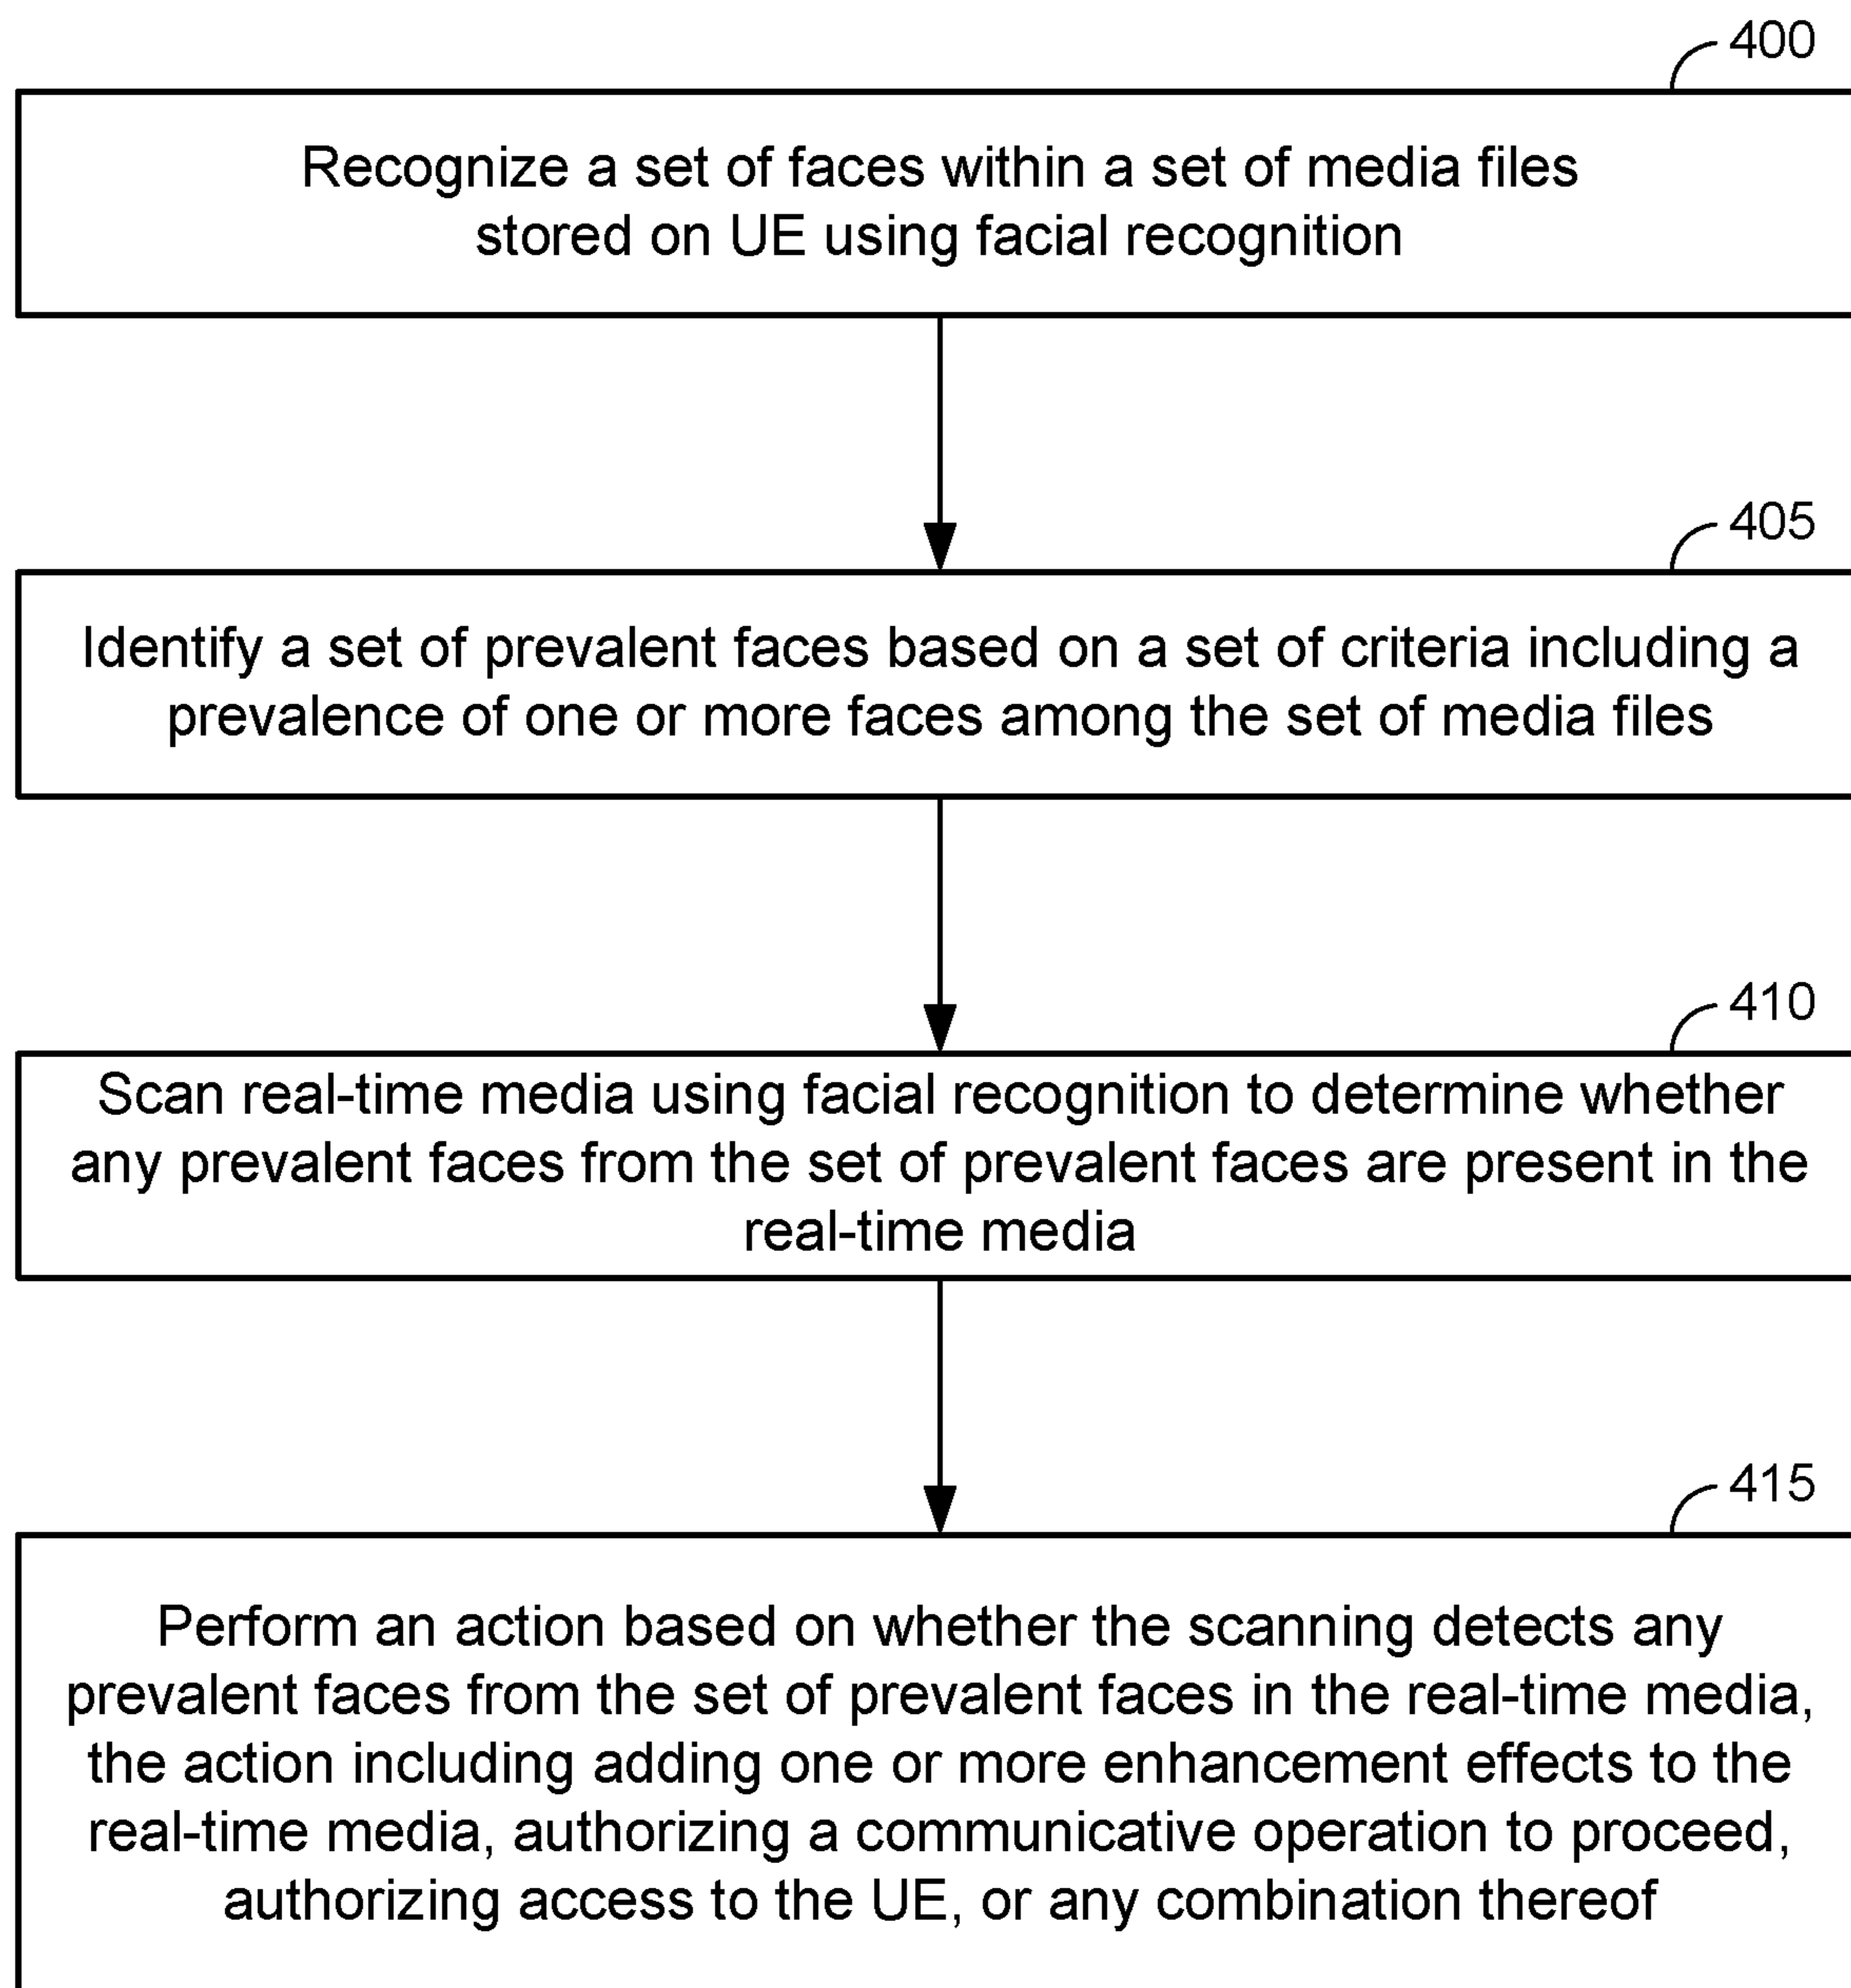 400
Recognize a set of faces within a set of media files
stored on UE using facial recognition
405
Identify a set of prevalent faces based on a set of criteria including a
prevalence of one or more faces among the set of media files
410
Scan real-time media using facial recognition to determine whether
any prevalent faces from the set of prevalent faces are present in the
real-time media
415
Perform an action based on whether the scanning detects any
prevalent faces from the set of prevalent faces in the real-time media,
the action including adding one or more enhancement effects to the
real-time media, authorizing a communicative operation to proceed,
authorizing access to the UE, or any combination thereof